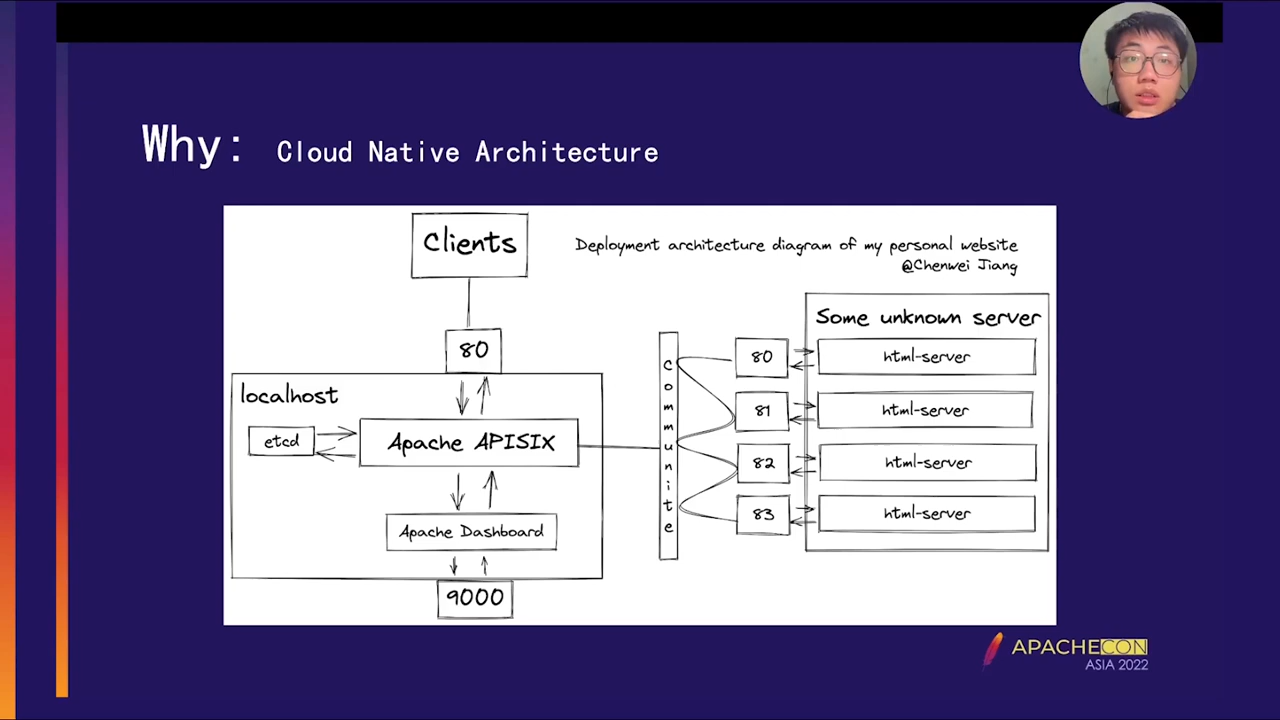 Why: Cloud Native Architecture
Clients
Deployment architecture diagram of my personal website
@Chenwei Jiang
80
localhost
etcd
Apache APISIX
Apache Dashboard
9000
communite
80
81
82
83
Some unknown server
html-server
html-server
html-server
html-server
APACHECON
ASIA 2022